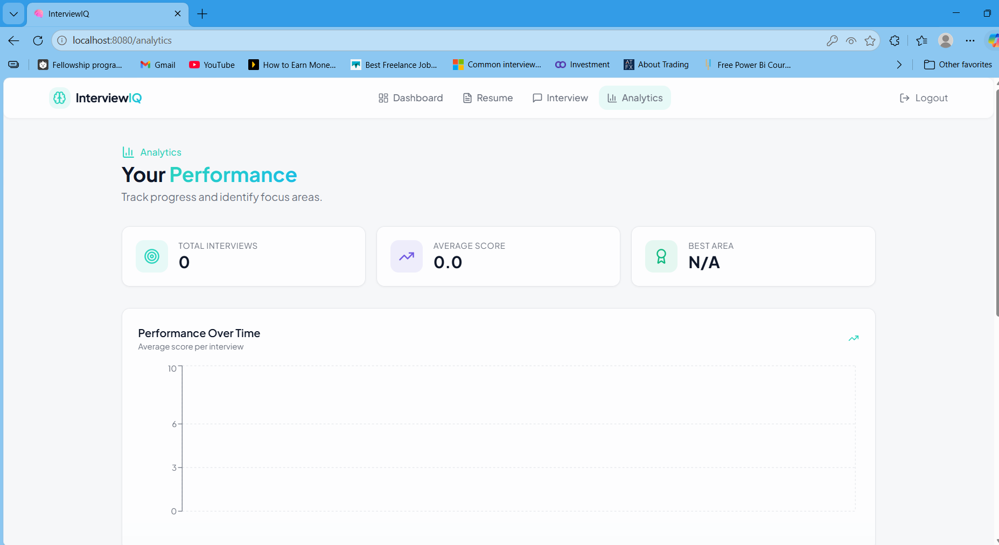 InterviewIQ
localhost:8080/analytics
Fellowship progra... Gmail YouTube How to Earn Mone... Best Freelance Job... Common interview... Investment About Trading Free Power Bi Cour... Other favorites
InterviewIQ Dashboard Resume Interview Analytics Logout
Analytics
Your Performance
Track progress and identify focus areas.
TOTAL INTERVIEWS
0
AVERAGE SCORE
0.0
BEST AREA
N/A
Performance Over Time
Average score per interview
10
6
3
0